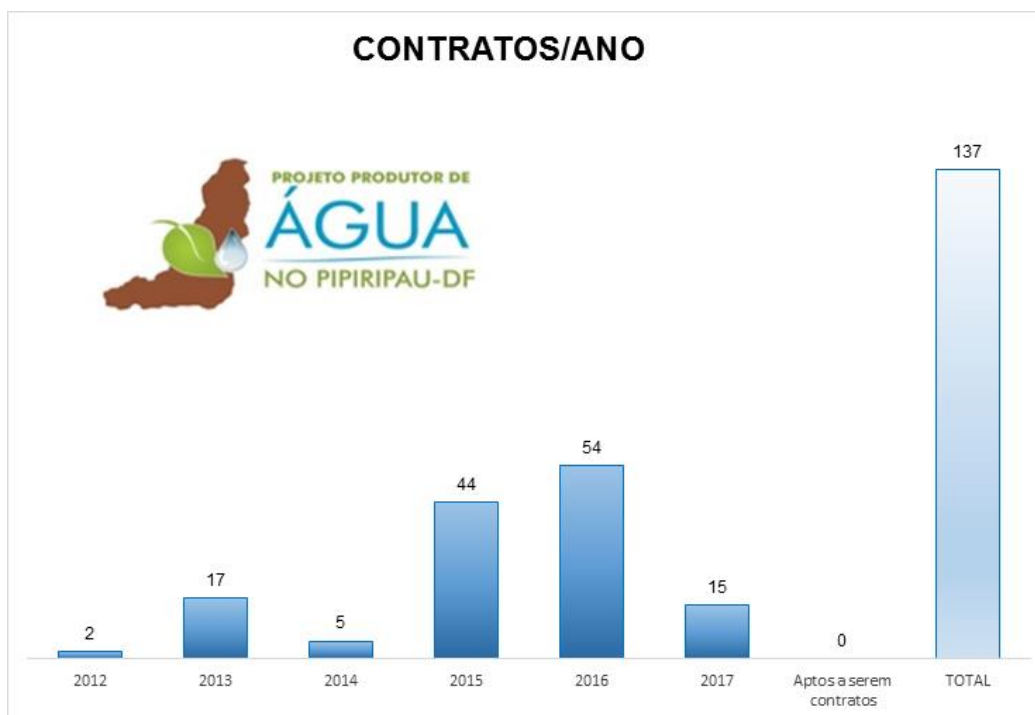 CONTRATOS/ANO
PROJETO PRODUTOR DE
ÁGUA
NO PIPIRIPAU-DF
137
54
44
17
15
5
2
0
2012
2013
2014
2015
2016
2017
Aptos a serem
contratos
TOTAL